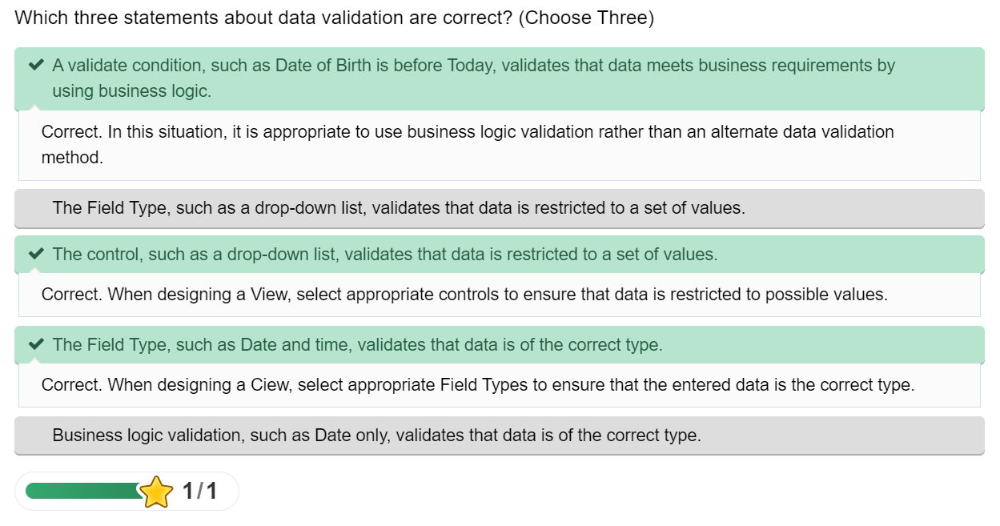 Which three statements about data validation are correct? (Choose Three)
A validate condition, such as Date of Birth is before Today, validates that data meets business requirements by
using business logic.
Correct. In this situation, it is appropriate to use business logic validation rather than an alternate data validation
method.
The Field Type, such as a drop-down list, validates that data is restricted to a set of values.
The control, such as a drop-down list, validates that data is restricted to a set of values.
Correct. When designing a View, select appropriate controls to ensure that data is restricted to possible values.
The Field Type, such as Date and time, validates that data is of the correct type.
Correct. When designing a Ciew, select appropriate Field Types to ensure that the entered data is the correct type.
Business logic validation, such as Date only, validates that data is of the correct type.
1/1